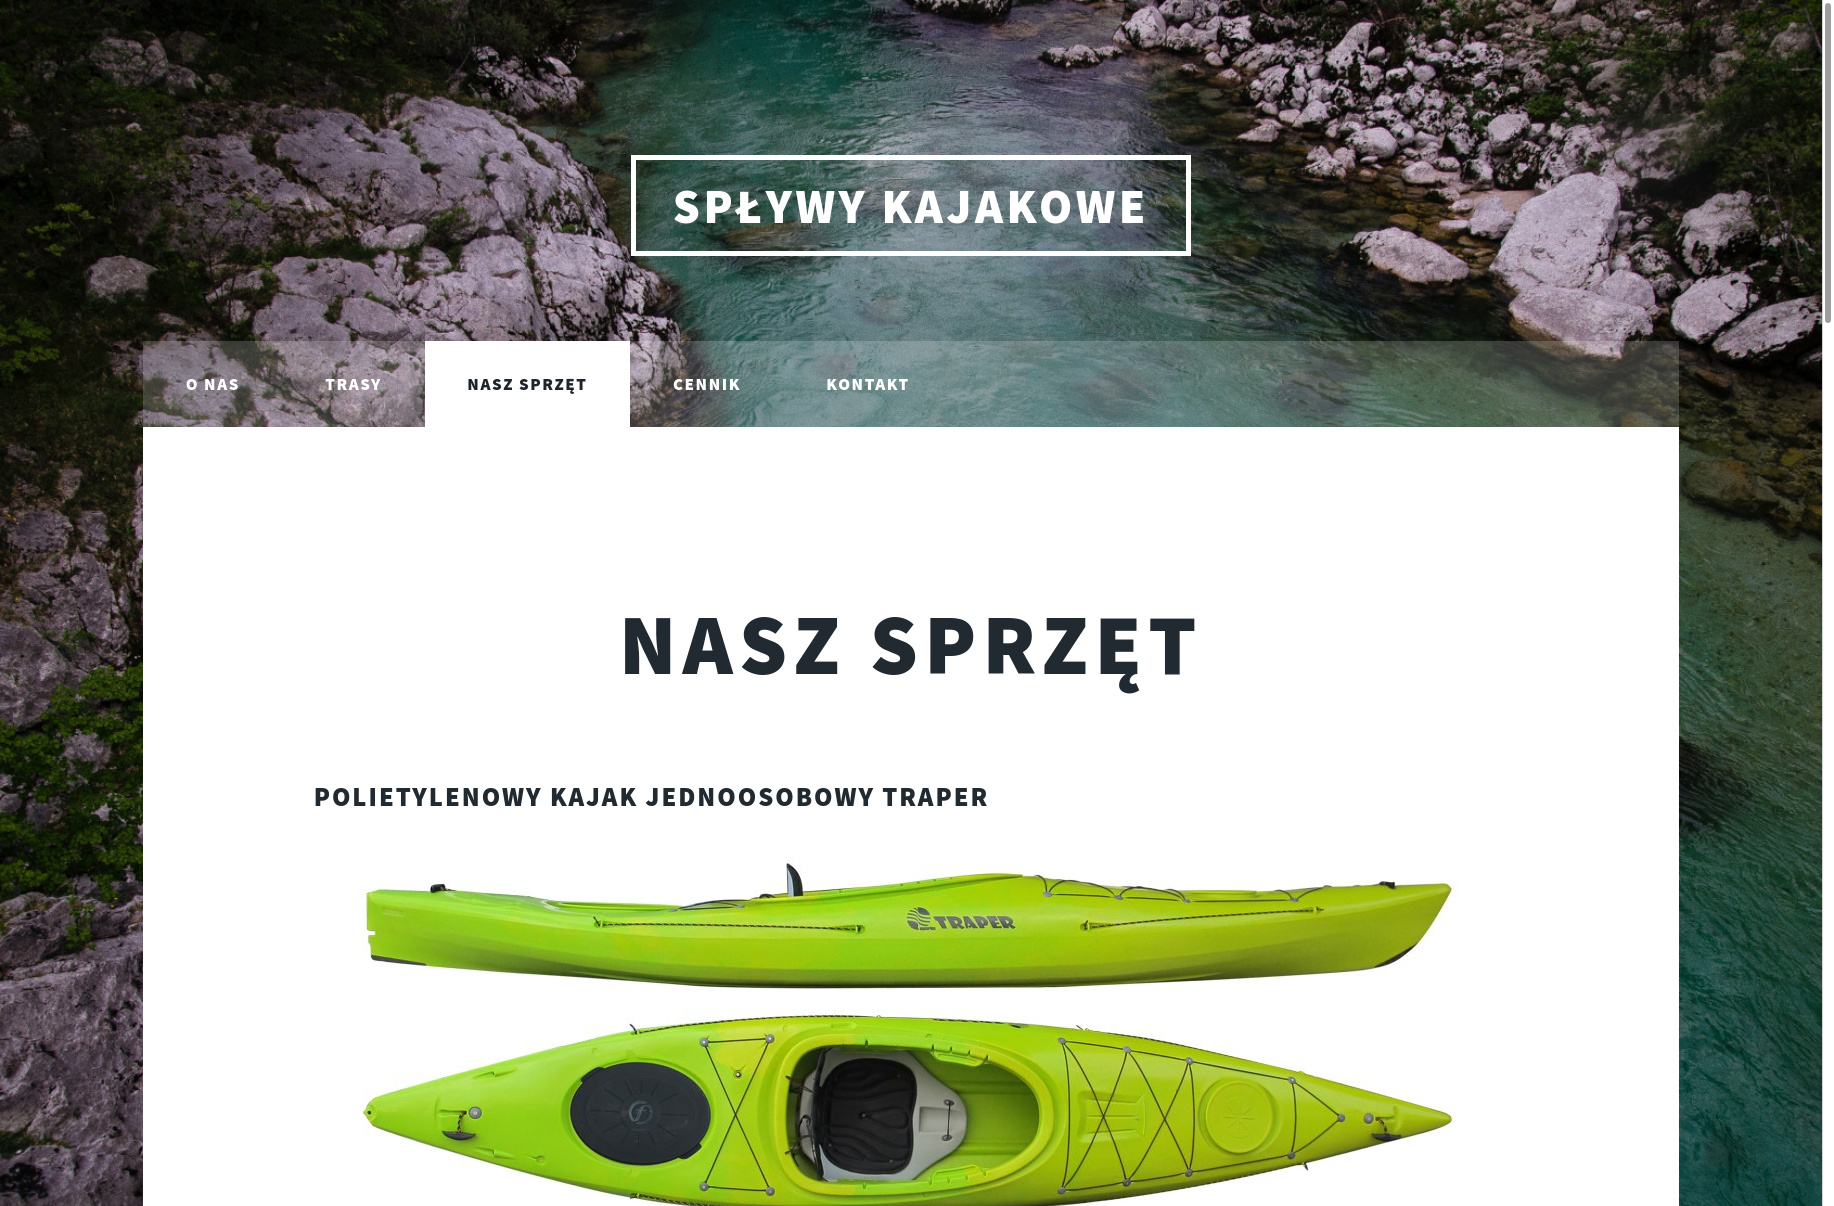 SPŁYWY KAJAKOWE
O NAS
TRASY
NASZ SPRZĘT
CENNIK
KONTAKT
NASZ SPRZĘT
POLIETYLENOWY KAJAK JEDNOOSOBOWY TRAPER
TRAPER